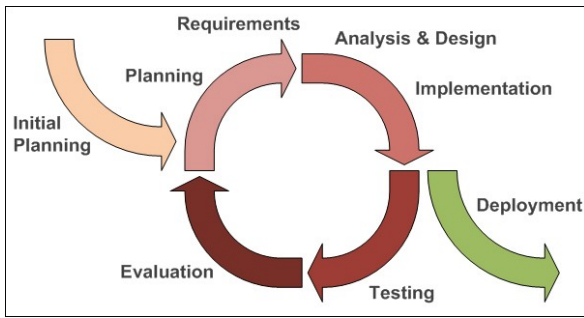 Requirements
Analysis & Design
Planning
Implementation
Initial
Planning
Deployment
Evaluation
Testing